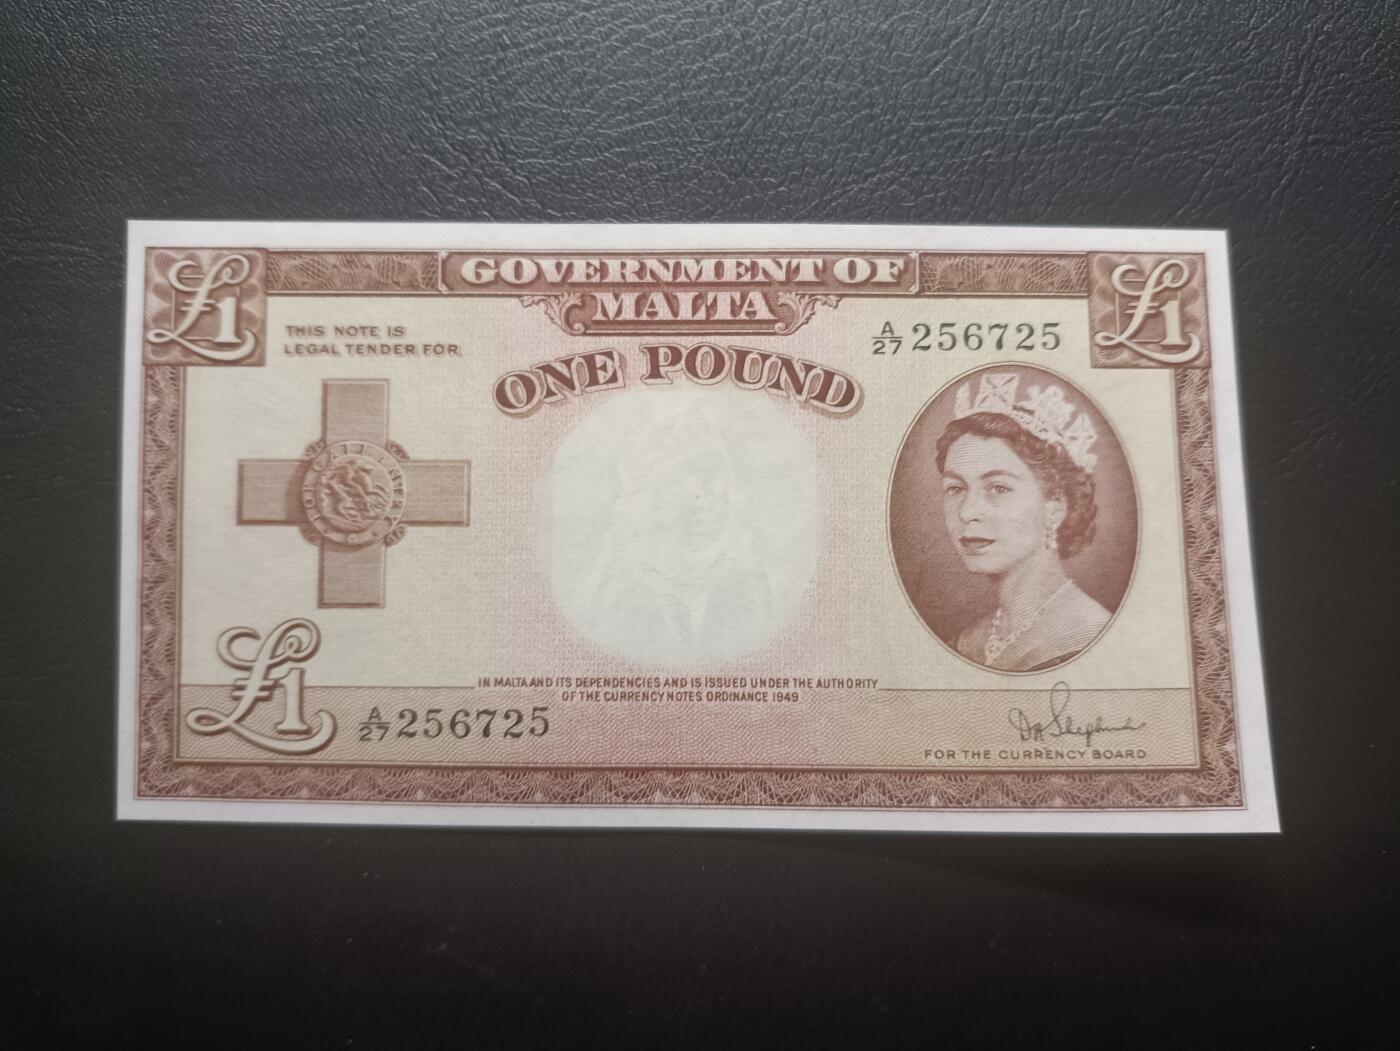 £1 GOVERNMENT OF £1
MALTA
THIS NOTE IS
LEGAL TENDER FOR
A/27 256725
ONE POUND
FOR GALLANTRY
IN MALTA AND ITS DEPENDENCIES AND IS ISSUED UNDER THE AUTHORITY
OF THE CURRENCY NOTES ORDINANCE 1949
£1 A/27 256725
FOR THE CURRENCY BOARD